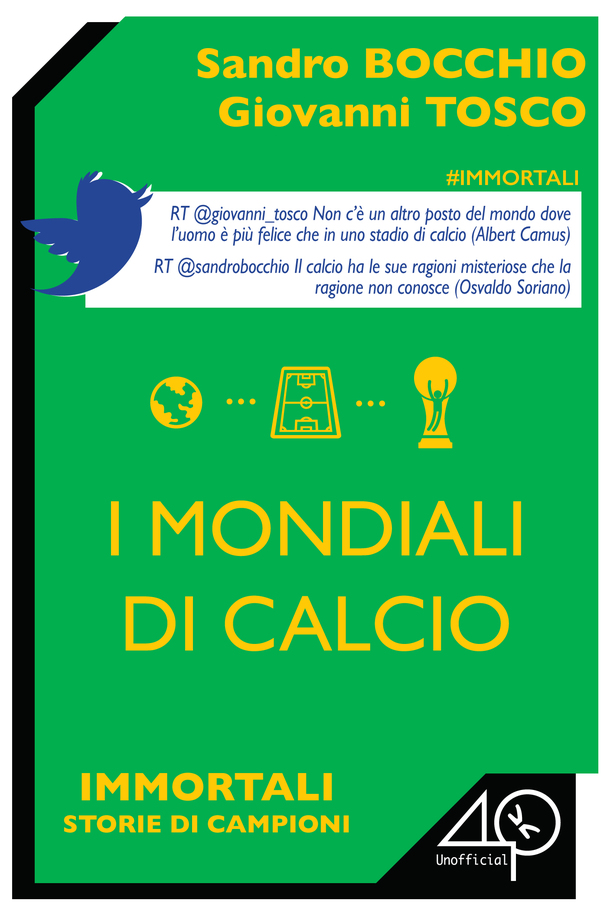 Sandro BOCCHIO
Giovanni TOSCO
#IMMORTALI
RT @giovanni_tosco Non c'è un altro posto del mondo dove
l'uomo è più felice che in uno stadio di calcio (Albert Camus)
RT @sandrobocchio Il calcio ha le sue ragioni misteriose che la
ragione non conosce (Osvaldo Soriano)
I MONDIALI
DI CALCIO
IMMORTALI
STORIE DI CAMPIONI
40K
Unofficial